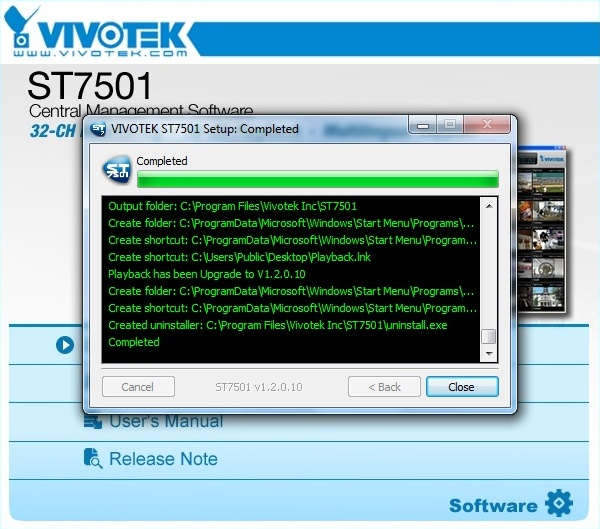 VIVOTEK
www.vivotek.com
ST7501
Central Management Software
32-CH
VIVOTEK ST7501 Setup: Completed
ST
7501
Completed
Output folder: C:\Program Files\Vivotek Inc\ST7501
Create folder: C:\ProgramData\Microsoft\Windows\Start Menu\Programs\...
Create shortcut: C:\ProgramData\Microsoft\Windows\Start Menu\Program...
Create shortcut: C:\Users\Public\Desktop\Playback.lnk
Playback has been Upgrade to V1.2.0.10
Create folder: C:\ProgramData\Microsoft\Windows\Start Menu\Programs\...
Create shortcut: C:\ProgramData\Microsoft\Windows\Start Menu\Program...
Created uninstaller: C:\Program Files\Vivotek Inc\ST7501\uninstall.exe
Completed
Cancel
ST7501 v1.2.0.10
< Back
Close
User's Manual
Release Note
Software